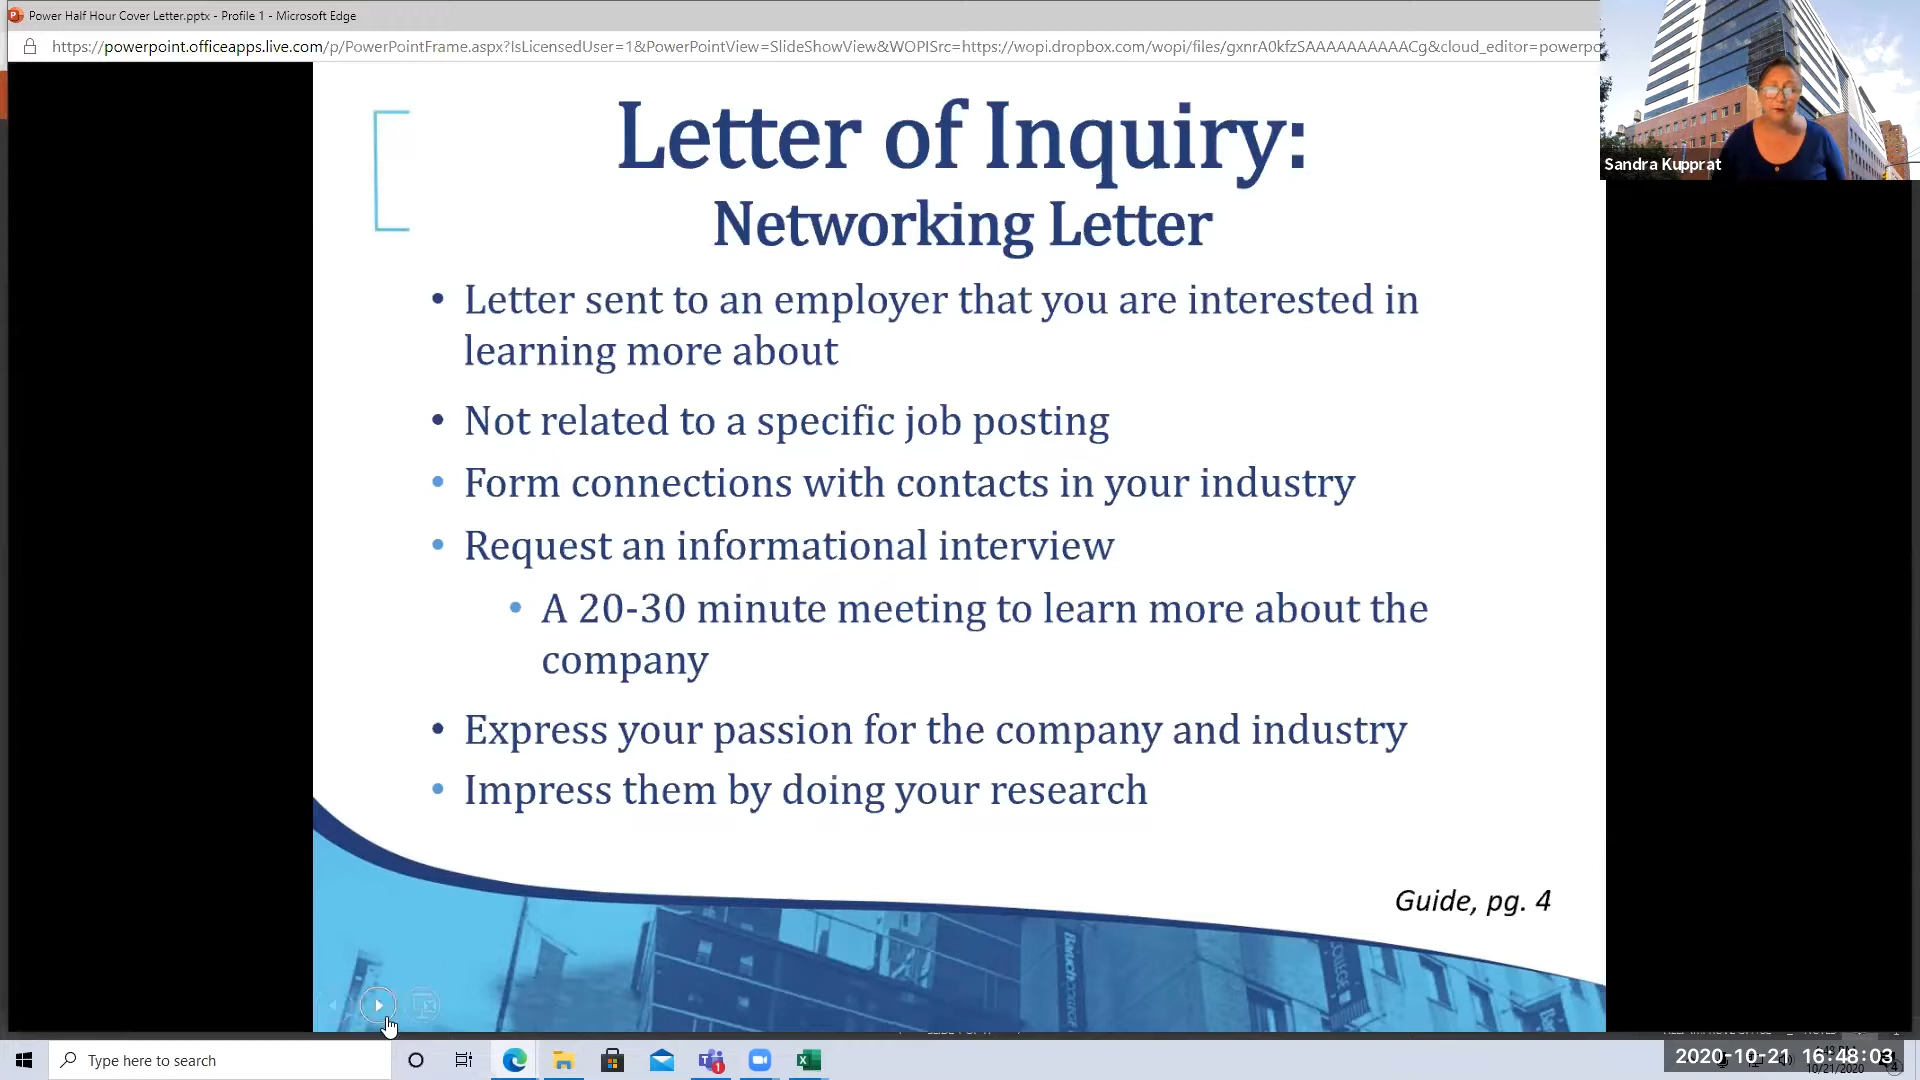 Power Half Hour Cover Letter.pptx - Profile 1 - Microsoft Edge
https://powerpoint.officeapps.live.com/p/PowerPointFrame.aspx?IsLicensedUser=1&PowerPointView=SlideShowView&WOPISrc=https://wopi.dropbox.com/wopi/files/gxnrA0kfzSAAAAAAAAAACg&cloud_editor=powerpo
Sandra Kupprat
Letter of Inquiry:
Networking Letter
• Letter sent to an employer that you are interested in
learning more about
• Not related to a specific job posting
• Form connections with contacts in your industry
• Request an informational interview
• A 20-30 minute meeting to learn more about the
company
• Express your passion for the company and industry
• Impress them by doing your research
Guide, pg. 4
Baruch COLLEGE
COLLEGE
Type here to search
1
2020-10-21 16:48:03
10/21/2020